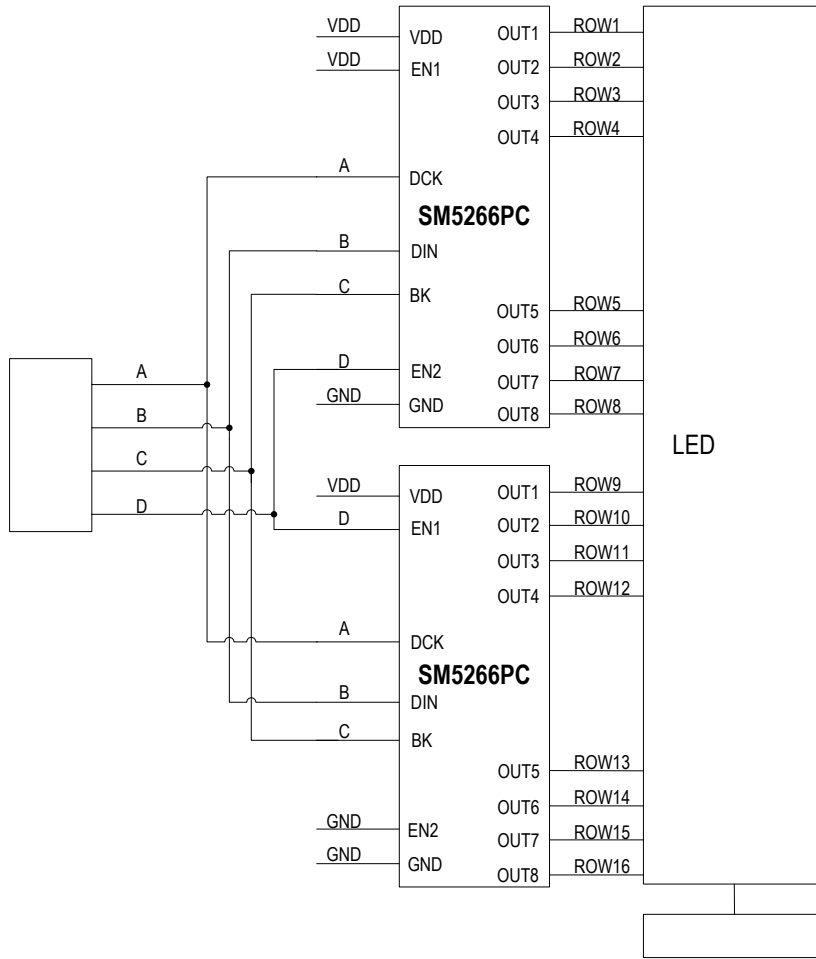 VDD
VDD
VDD
EN1
OUT1
OUT2
OUT3
OUT4
ROW1
ROW2
ROW3
ROW4
A
DCK
SM5266PC
B
DIN
C
BK
D
EN2
GND
GND
OUT5
OUT6
OUT7
OUT8
ROW5
ROW6
ROW7
ROW8
A
B
C
D
LED
VDD
VDD
D
EN1
OUT1
OUT2
OUT3
OUT4
ROW9
ROW10
ROW11
ROW12
A
DCK
SM5266PC
B
DIN
C
BK
GND
EN2
GND
GND
OUT5
OUT6
OUT7
OUT8
ROW13
ROW14
ROW15
ROW16